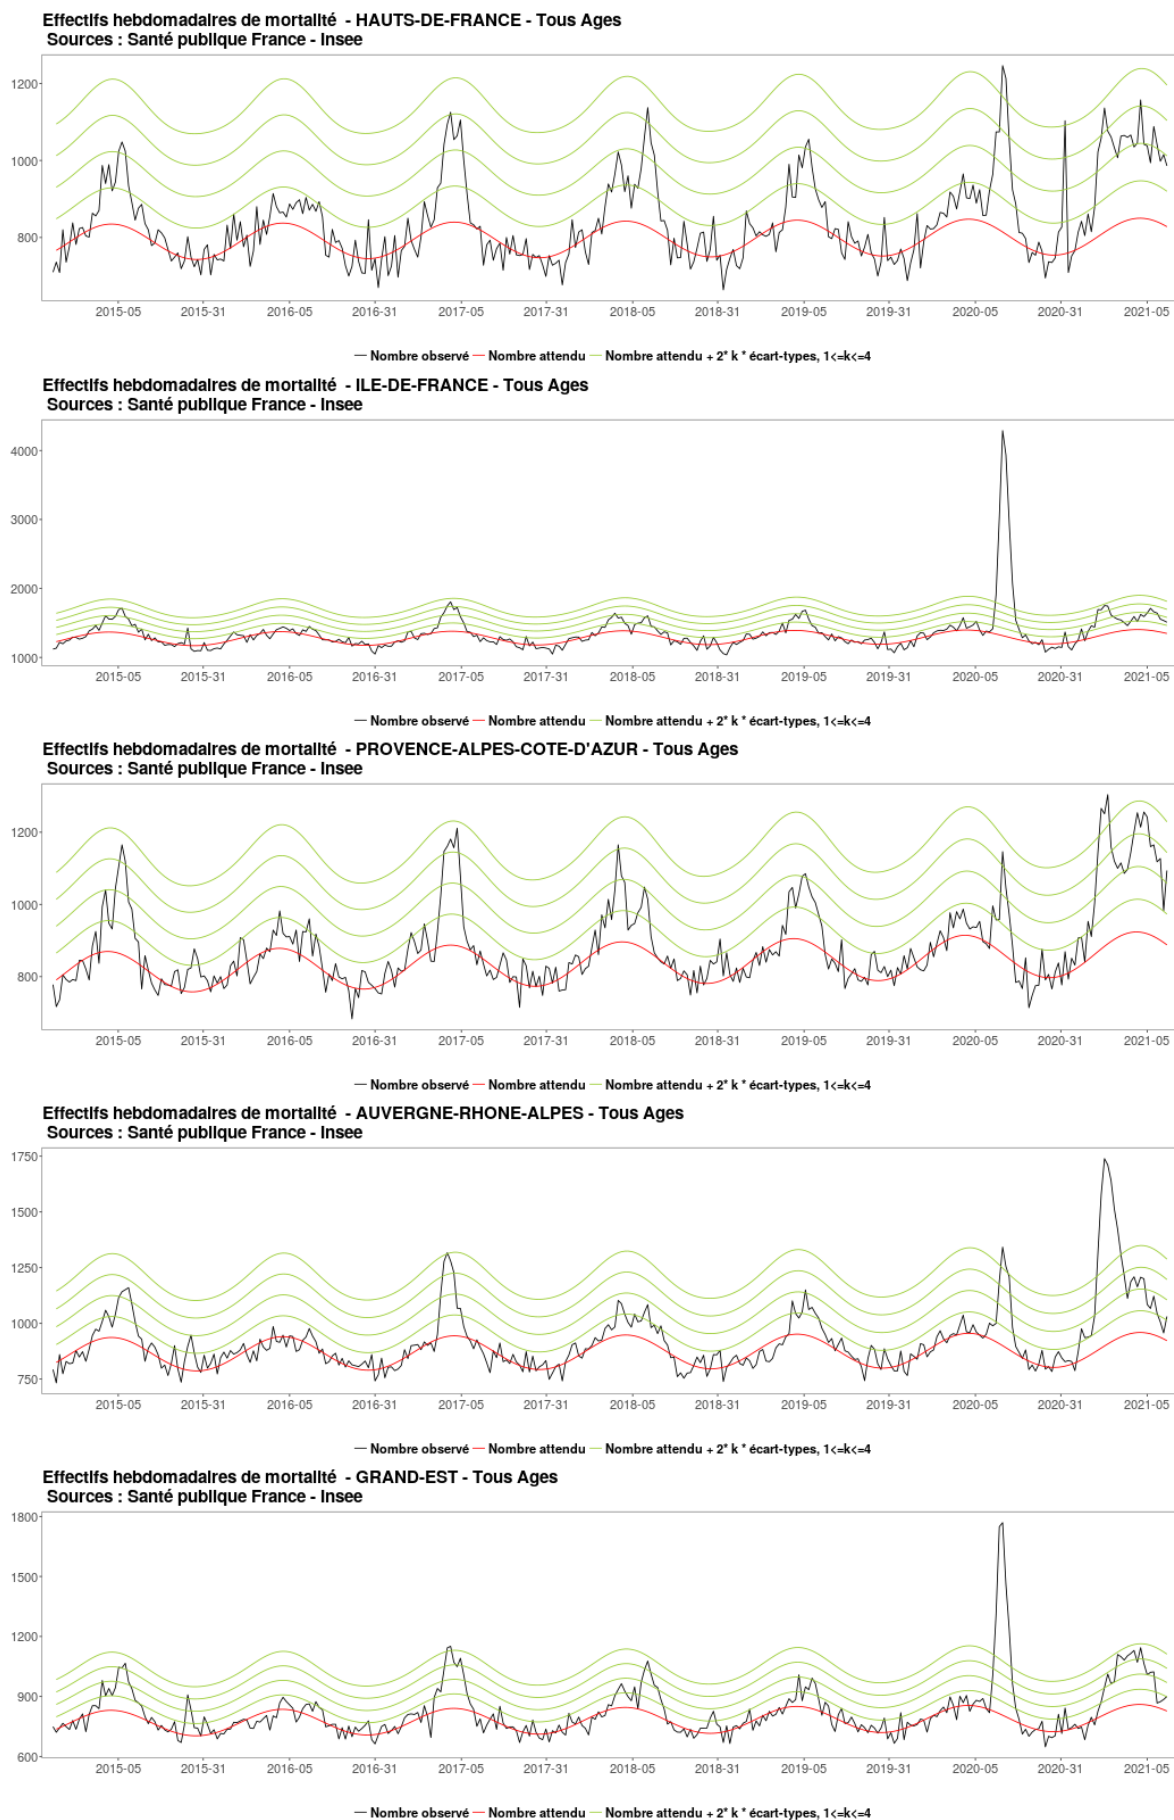 Effectifs hebdomadaires de mortalité - HAUTS-DE-FRANCE - Tous Ages
Sources : Santé publique France - Insee
1200
1000
800
2015-05 2015-31 2016-05 2016-31 2017-05 2017-31 2018-05 2018-31 2019-05 2019-31 2020-05 2020-31 2021-05
Nombre observé Nombre attendu Nombre attendu + 2* k * écart-types, 1<=k<=4
Effectifs hebdomadaires de mortalité - ILE-DE-FRANCE - Tous Ages
Sources : Santé publique France - Insee
4000
3000
2000
1000
2015-05 2015-31 2016-05 2016-31 2017-05 2017-31 2018-05 2018-31 2019-05 2019-31 2020-05 2020-31 2021-05
Nombre observé Nombre attendu Nombre attendu + 2* k * écart-types, 1<=k<=4
Effectifs hebdomadaires de mortalité - PROVENCE-ALPES-COTE-D'AZUR - Tous Ages
Sources : Santé publique France - Insee
1200
1000
800
2015-05 2015-31 2016-05 2016-31 2017-05 2017-31 2018-05 2018-31 2019-05 2019-31 2020-05 2020-31 2021-05
Nombre observé Nombre attendu Nombre attendu + 2* k * écart-types, 1<=k<=4
Effectifs hebdomadaires de mortalité - AUVERGNE-RHONE-ALPES - Tous Ages
Sources : Santé publique France - Insee
1750
1500
1250
1000
750
2015-05 2015-31 2016-05 2016-31 2017-05 2017-31 2018-05 2018-31 2019-05 2019-31 2020-05 2020-31 2021-05
Nombre observé Nombre attendu Nombre attendu + 2* k * écart-types, 1<=k<=4
Effectifs hebdomadaires de mortalité - GRAND-EST - Tous Ages
Sources : Santé publique France - Insee
1800
1500
1200
900
600
2015-05 2015-31 2016-05 2016-31 2017-05 2017-31 2018-05 2018-31 2019-05 2019-31 2020-05 2020-31 2021-05
Nombre observé Nombre attendu Nombre attendu + 2* k * écart-types, 1<=k<=4